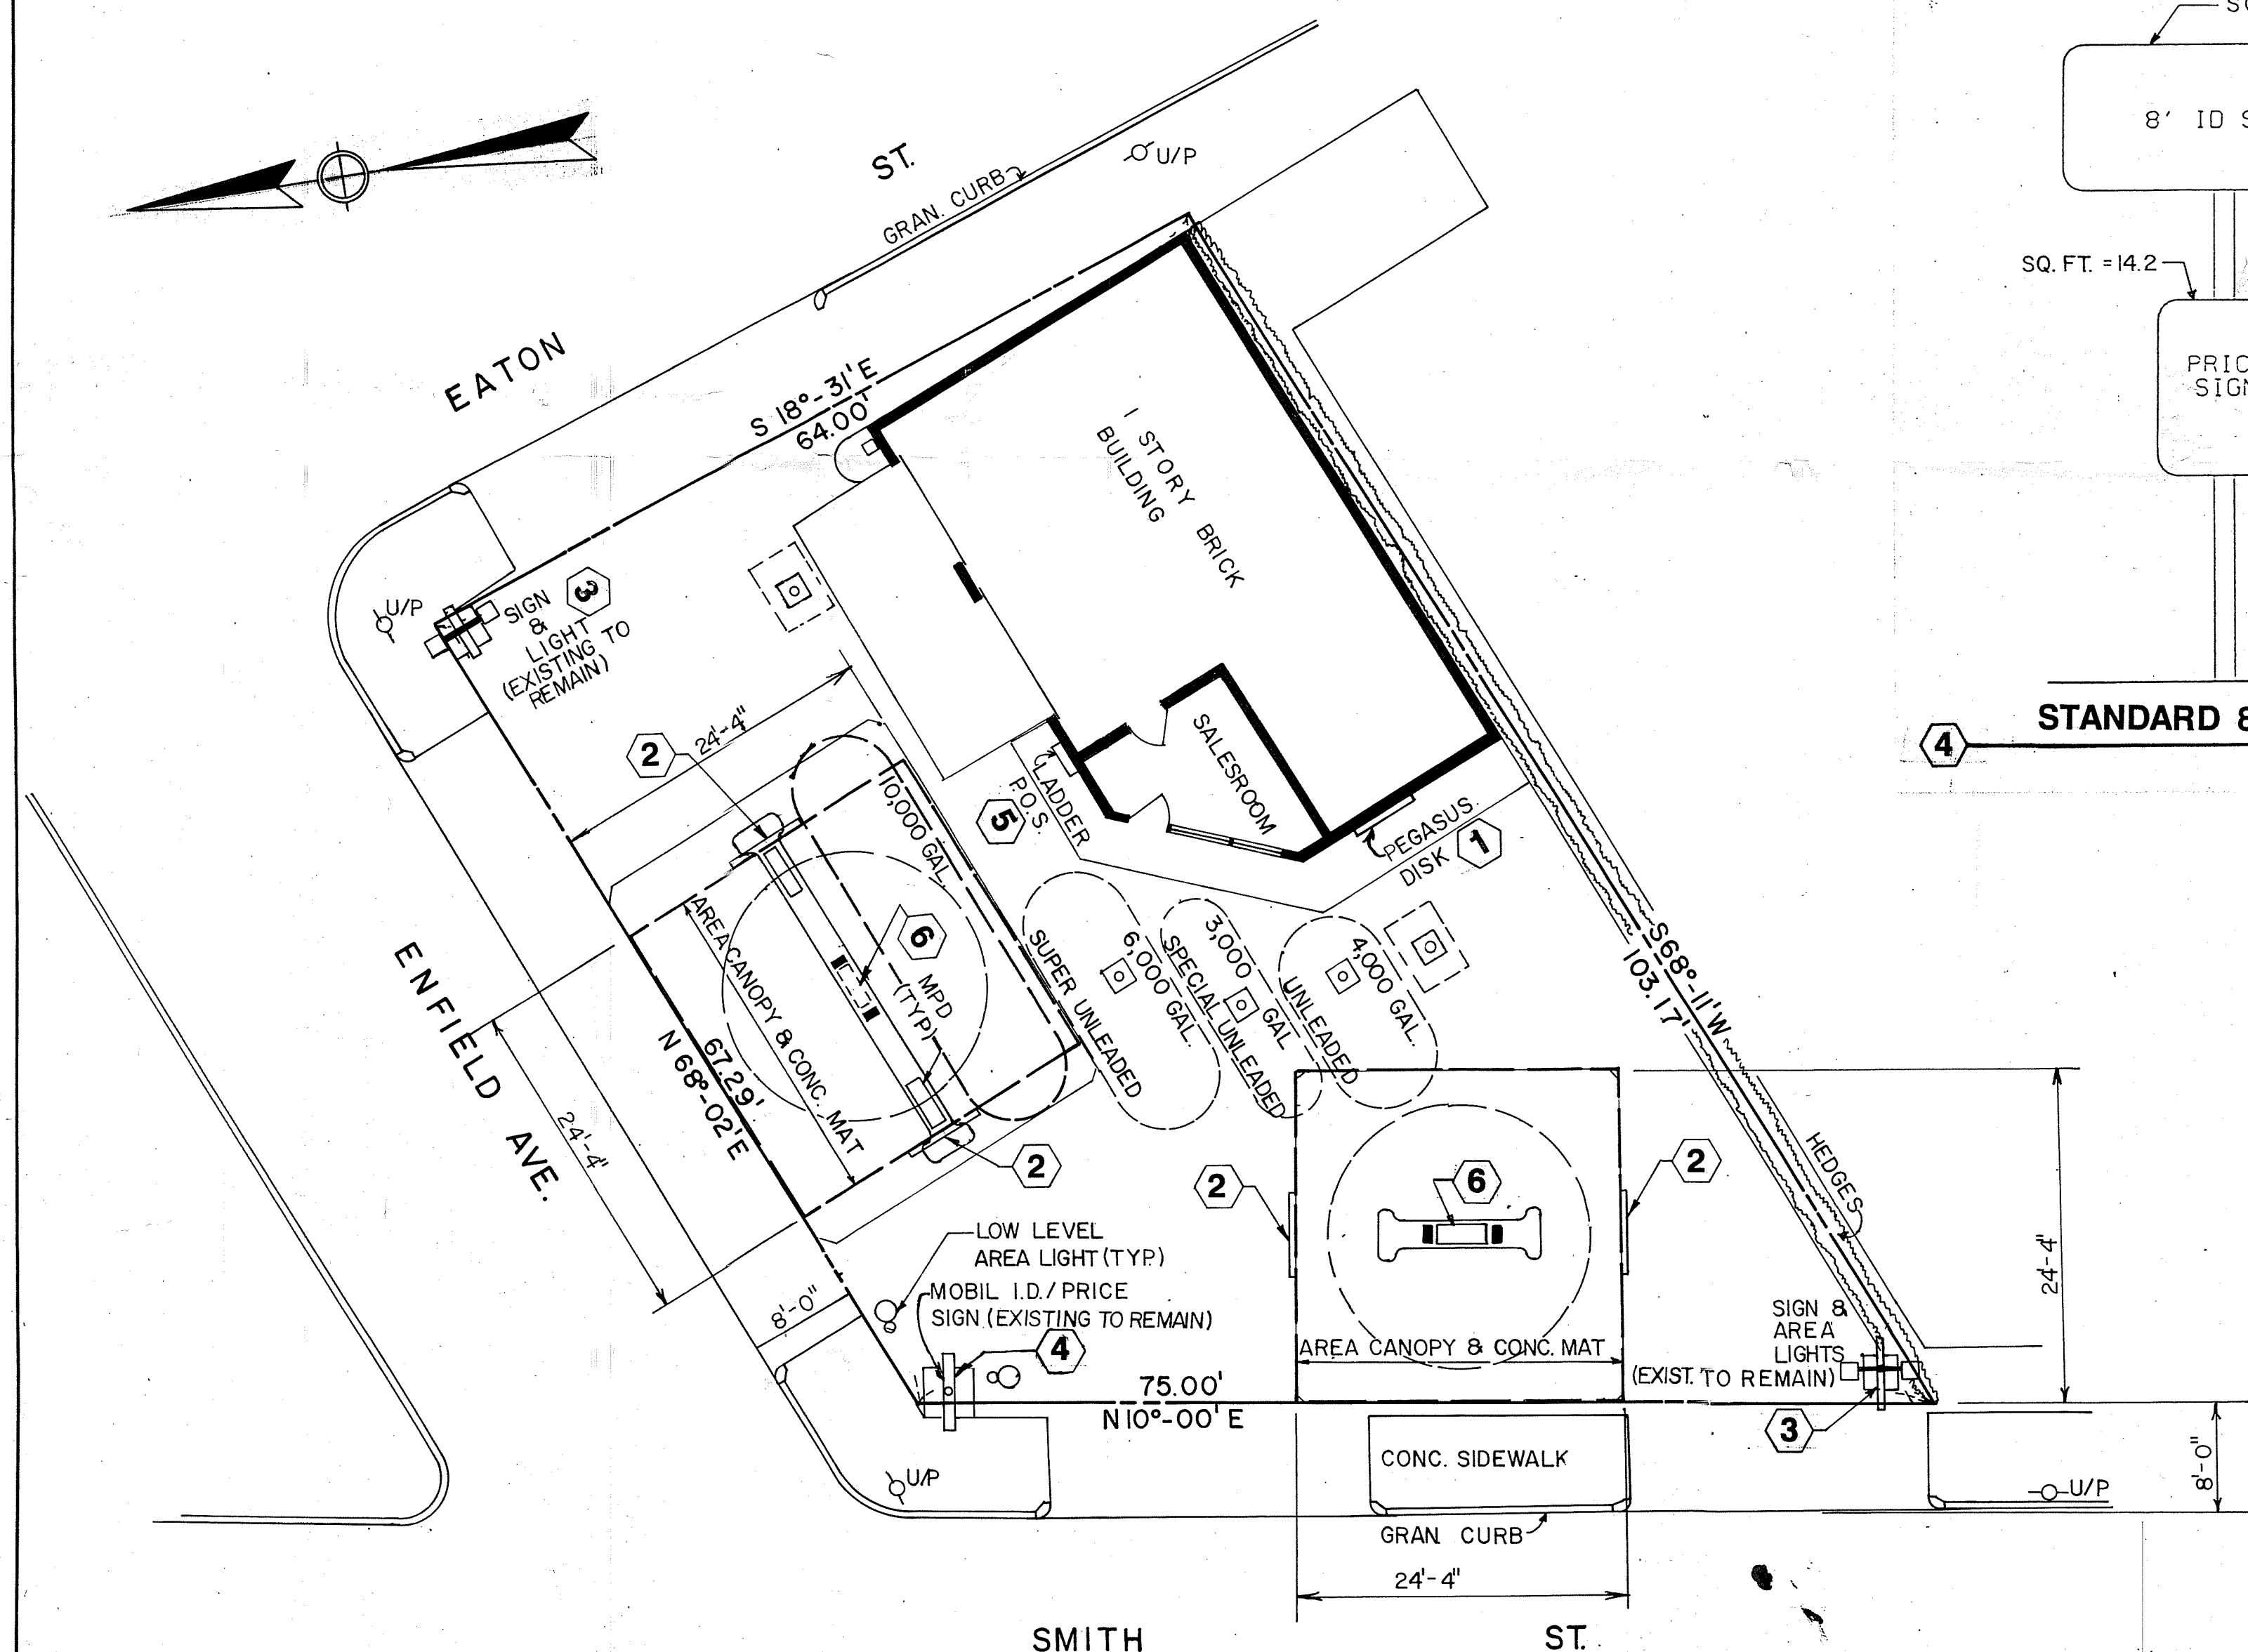 SQ. FT. =14.2
STANDARD 8
4
ST.
GRAN. CURB
U/P
EATON
S 18°-31'E
64.00'
1 STORY BRICK
BUILDING
U/P
SIGN
&
LIGHT
(EXISTING TO
REMAIN)
3
2
24'-4"
10,000 GAL.
LADDER
P.O.S.
5
SALESROOM
PEGASUS
DISK
1
AREA CANOPY & CONC. MAT
6
MPD
(TYP.)
SUPER UNLEADED
6,000 GAL.
SPECIAL UNLEADED
3,000 GAL
UNLEADED
4,000 GAL.
S68°-11'W
103.17'
ENFIELD AVE.
67.29'
N 68°-02'E
24'-4"
2
2
6
2
HEDGES
24'-4"
LOW LEVEL
AREA LIGHT (TYP.)
MOBIL I.D./ PRICE
SIGN (EXISTING TO REMAIN)
4
8'-0"
AREA CANOPY & CONC. MAT
SIGN &
AREA
LIGHTS
(EXIST. TO REMAIN)
3
75.00'
N10°-00'E
CONC. SIDEWALK
U/P
U/P
8'-0"
GRAN. CURB
24'-4"
SMITH ST.
8' ID S